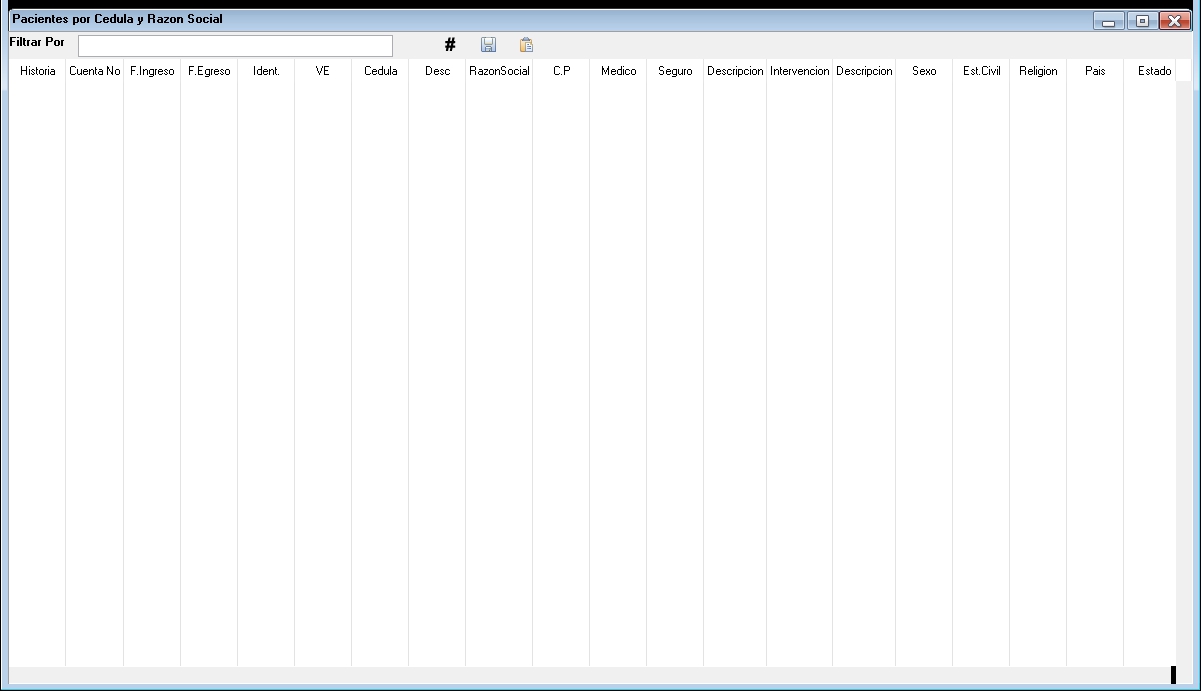 Pacientes por Cedula y Razon Social
Filtrar Por #
Historia Cuenta No F.Ingreso F.Egreso Ident. VE Cedula Desc RazonSocial C.P Medico Seguro Descripcion Intervencion Descripcion Sexo Est.Civil Religion Pais Estado